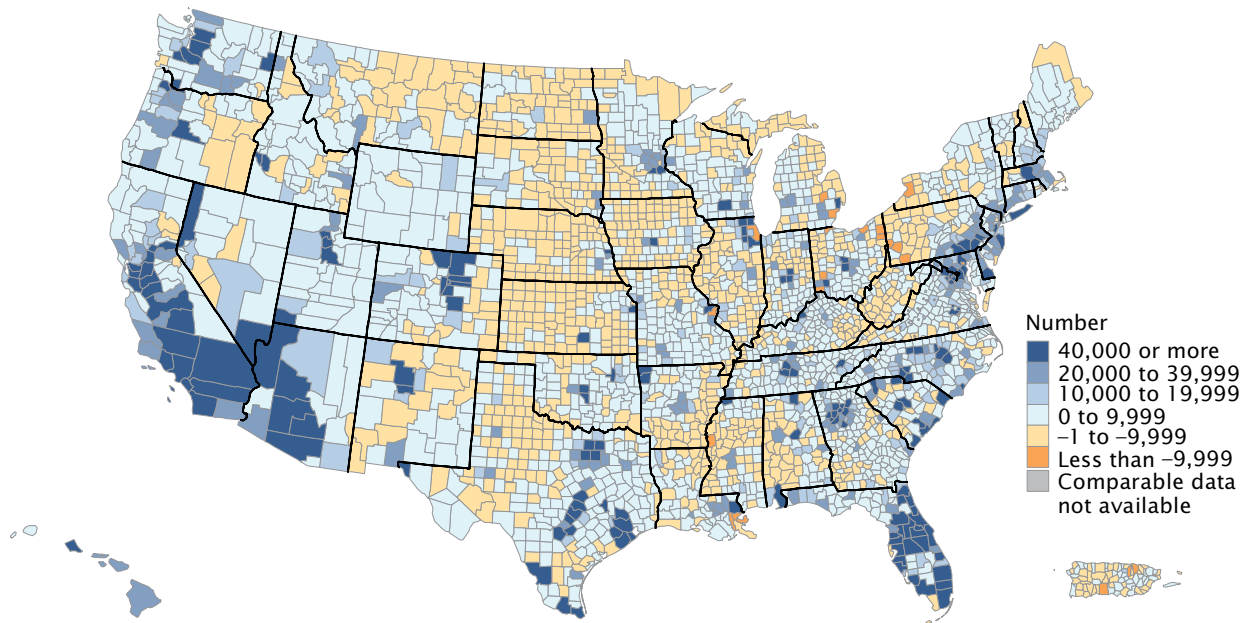 Number
40,000 or more
20,000 to 39,999
10,000 to 19,999
0 to 9,999
–1 to –9,999
Less than –9,999
Comparable data
not available